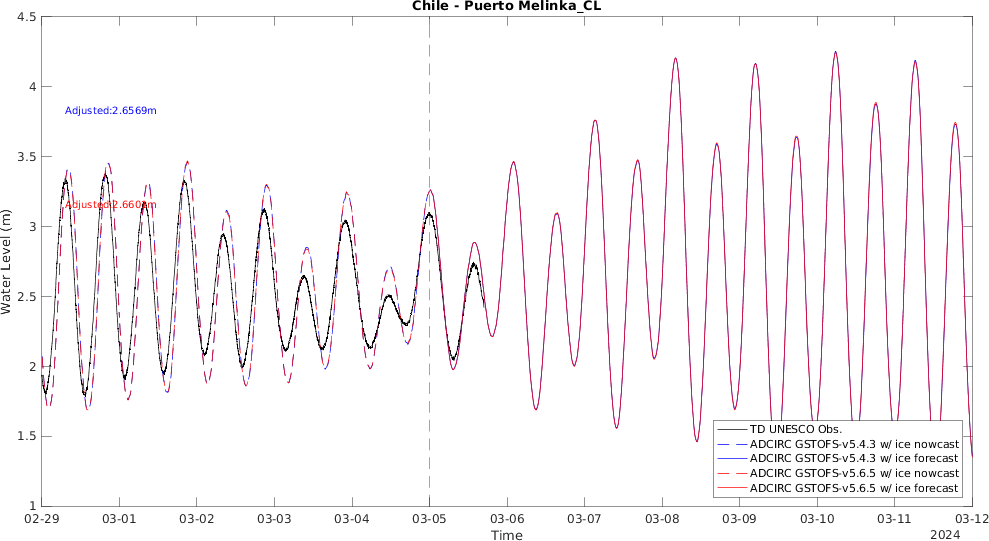 Chile - Puerto Melinka_CL
4.5
4
3.5
3
2.5
2
1.5
1
Water Level (m)
Adjusted:2.6569m
TD UNESCO Obs.
ADCIRC GSTOFS-v5.4.3 w/ ice nowcast
ADCIRC GSTOFS-v5.4.3 w/ ice forecast
ADCIRC GSTOFS-v5.6.5 w/ ice nowcast
ADCIRC GSTOFS-v5.6.5 w/ ice forecast
02-29 03-01 03-02 03-03 03-04 03-05 03-06 03-07 03-08 03-09 03-10 03-11 03-12
Time
2024